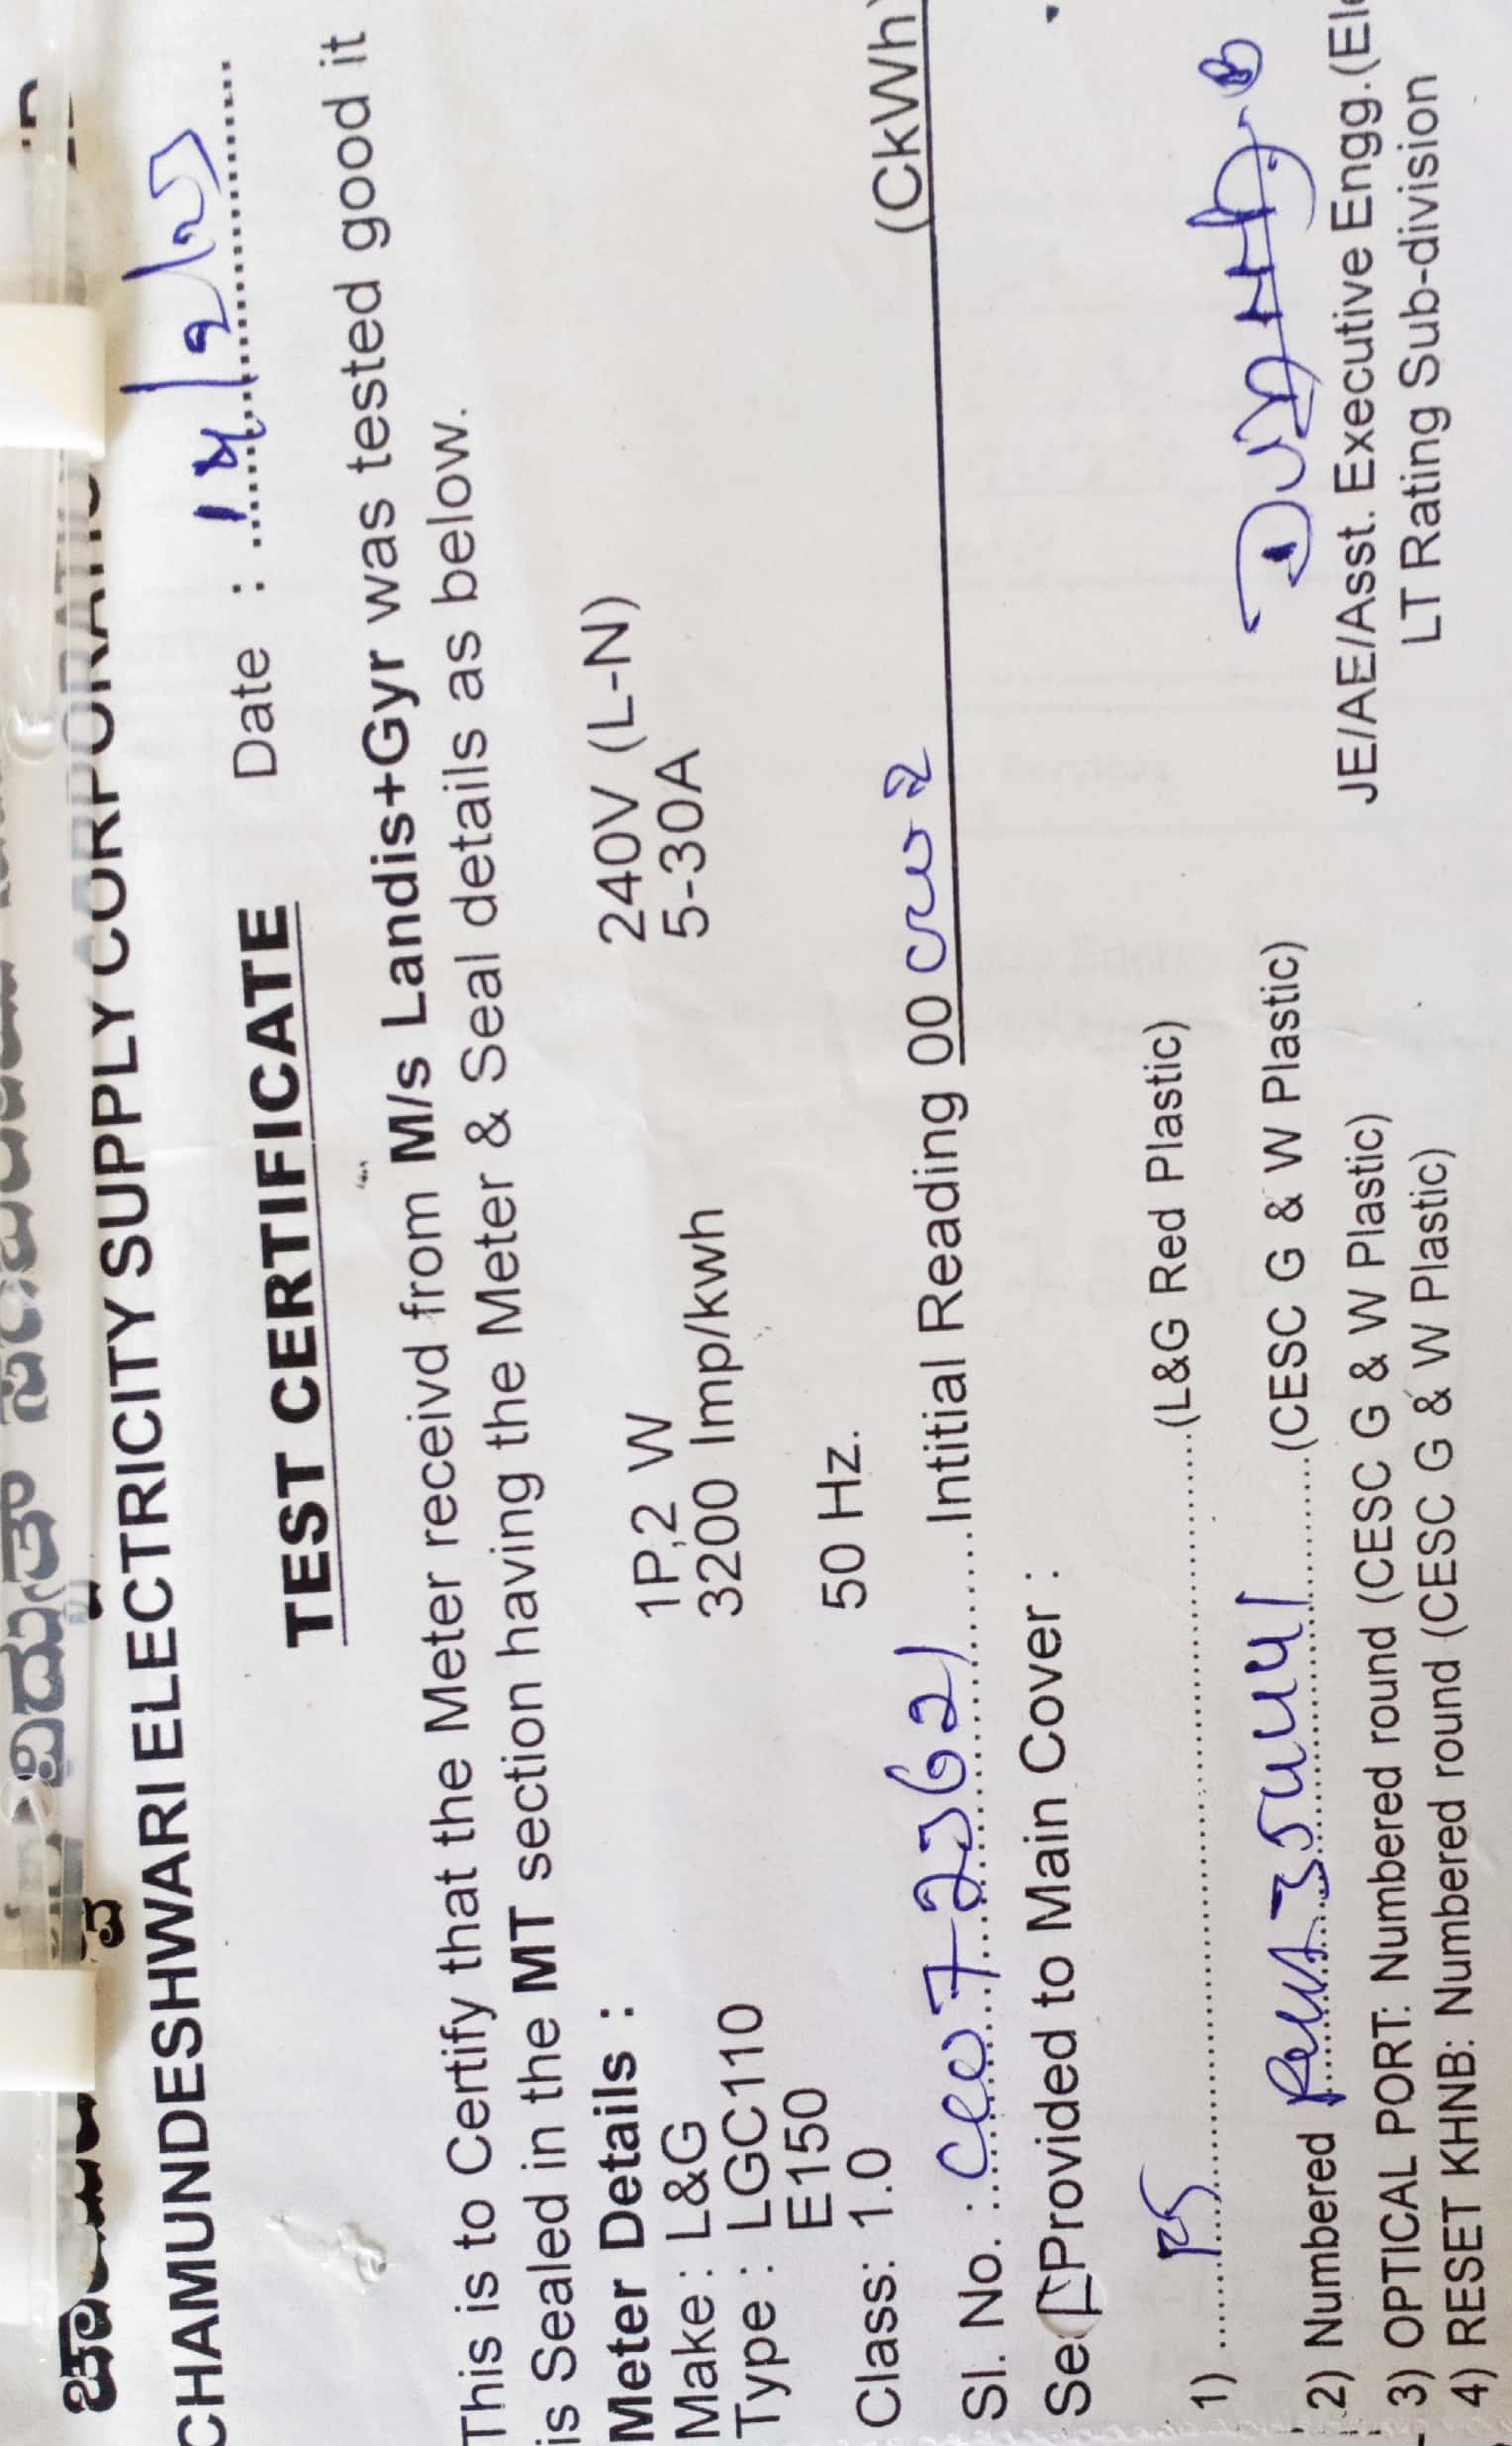 CHAMUNDESHWARI ELECTRICITY SUPPLY CORPORATION
Date :
TEST CERTIFICATE
This is to Certify that the Meter receivd from M/s Landis+Gyr was tested good it
is Sealed in the MT section having the Meter & Seal details as below.
Meter Details :
Make : L&G 1P,2 W 240V (L-N)
Type : LGC110 3200 Imp/kwh 5-30A
E150
Class: 1.0 50 Hz.
Sl. No. : Intitial Reading 00 (CkWh)
Provided to Main Cover :
1) (L&G Red Plastic)
2) Numbered (CESC G & W Plastic)
3) OPTICAL PORT: Numbered round (CESC G & W Plastic)
4) RESET KHNB: Numbered round (CESC G & W Plastic)
JE/AE/Asst. Executive Engg.
LT Rating Sub-division